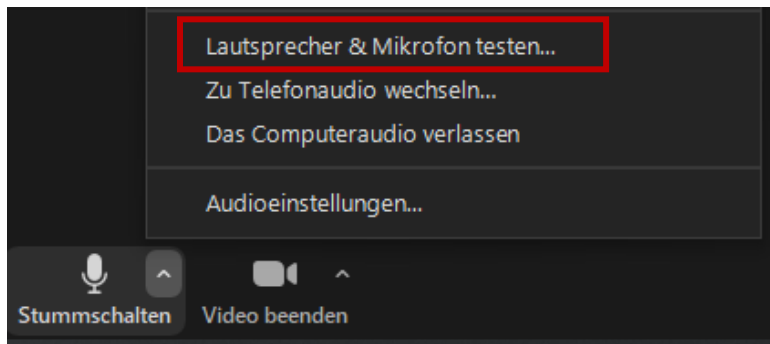 Lautsprecher & Mikrofon testen...
Zu Telefonaudio wechseln...
Das Computeraudio verlassen
Audioeinstellungen...
Stummschalten
Video beenden